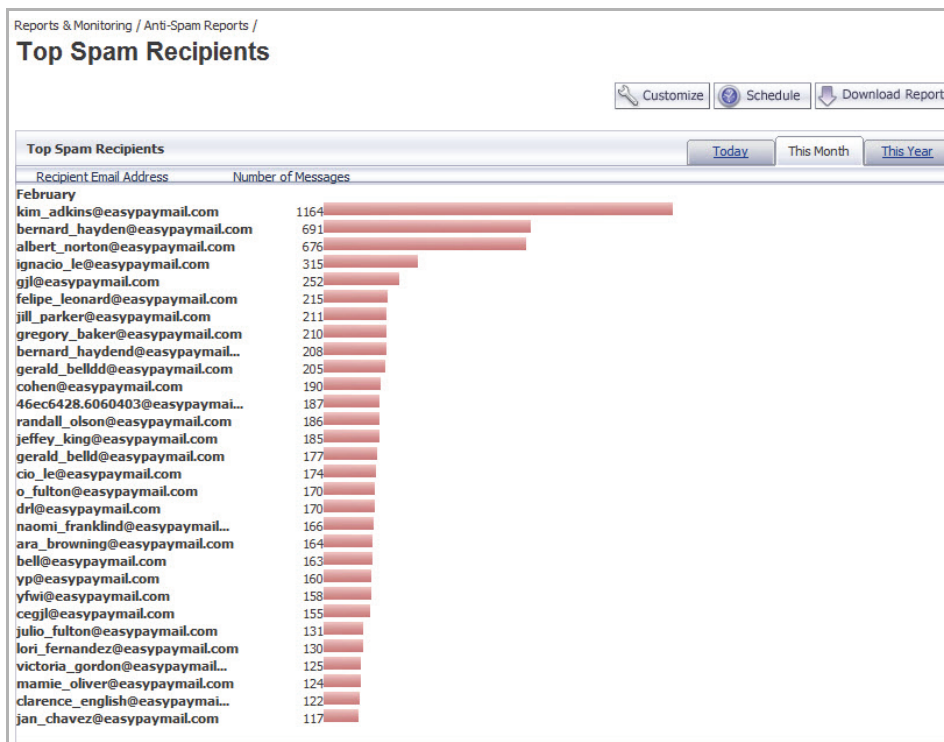 Reports & Monitoring / Anti-Spam Reports /
Top Spam Recipients
Customize Schedule Download Report
Top Spam Recipients Today This Month This Year
Recipient Email Address Number of Messages
February
kim_adkins@easypaymail.com 1164
bernard_hayden@easypaymail.com 691
albert_norton@easypaymail.com 676
ignacio_le@easypaymail.com 315
gjl@easypaymail.com 252
felipe_leonard@easypaymail.com 215
jill_parker@easypaymail.com 211
gregory_baker@easypaymail.com 210
bernard_haydend@easypaymail... 208
gerald_belldd@easypaymail.com 205
cohen@easypaymail.com 190
46ec6428.6060403@easypaymai... 187
randall_olson@easypaymail.com 186
jeffey_king@easypaymail.com 185
gerald_belld@easypaymail.com 177
cio_le@easypaymail.com 174
o_fulton@easypaymail.com 170
drl@easypaymail.com 170
naomi_franklind@easypaymail... 166
ara_browning@easypaymail.com 164
bell@easypaymail.com 163
yp@easypaymail.com 160
yfwi@easypaymail.com 158
cegjl@easypaymail.com 155
julio_fulton@easypaymail.com 131
lori_fernandez@easypaymail.com 130
victoria_gordon@easypaymail... 125
mamie_oliver@easypaymail.com 124
clarence_english@easypaymai... 122
jan_chavez@easypaymail.com 117